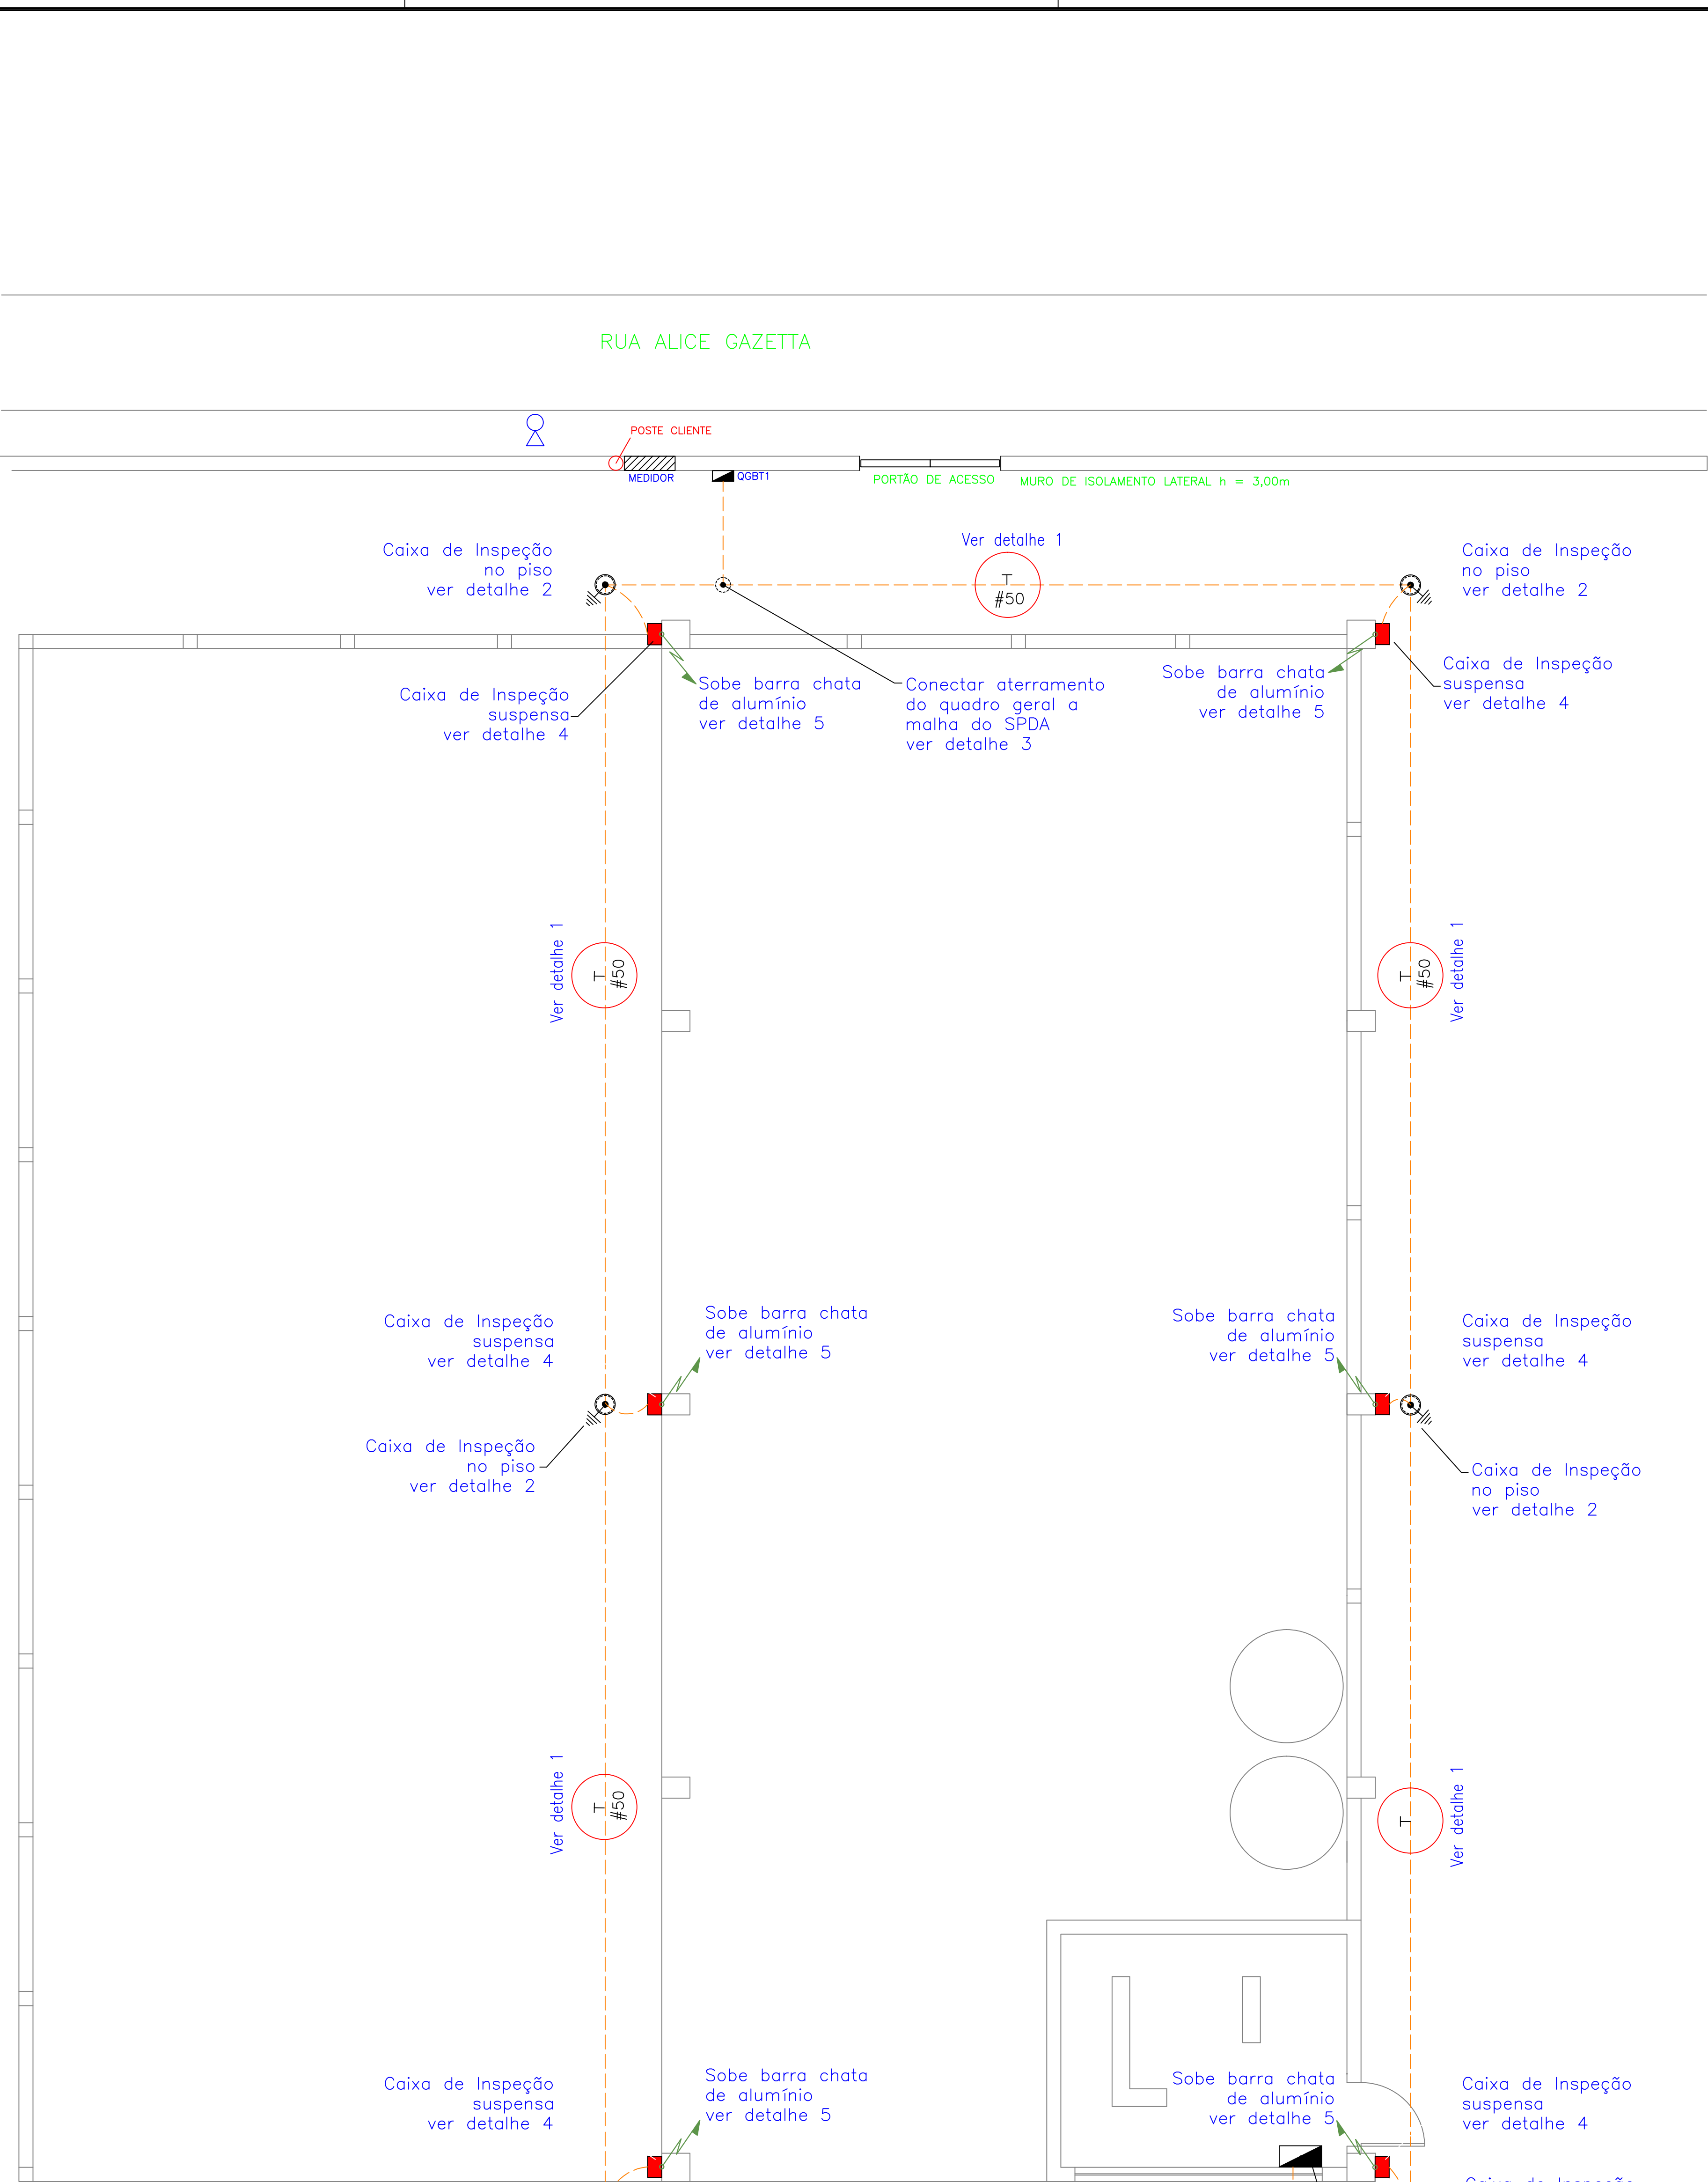 RUA ALICE GAZETTA
POSTE CLIENTE
MEDIDOR
QGBT1
PORTÃO DE ACESSO
MURO DE ISOLAMENTO LATERAL h = 3,00m
Caixa de Inspeção
no piso
ver detalhe 2
Ver detalhe 1
T
#50
Caixa de Inspeção
no piso
ver detalhe 2
Caixa de Inspeção
suspensa
ver detalhe 4
Sobe barra chata
de alumínio
ver detalhe 5
Conectar aterramento
do quadro geral a
malha do SPDA
ver detalhe 3
Sobe barra chata
de alumínio
ver detalhe 5
Caixa de Inspeção
suspensa
ver detalhe 4
Ver detalhe 1
T
#50
T
#50
Ver detalhe 1
Caixa de Inspeção
suspensa
ver detalhe 4
Sobe barra chata
de alumínio
ver detalhe 5
Sobe barra chata
de alumínio
ver detalhe 5
Caixa de Inspeção
suspensa
ver detalhe 4
Caixa de Inspeção
no piso
ver detalhe 2
Caixa de Inspeção
no piso
ver detalhe 2
Ver detalhe 1
T
#50
T
Ver detalhe 1
Caixa de Inspeção
suspensa
ver detalhe 4
Sobe barra chata
de alumínio
ver detalhe 5
Sobe barra chata
de alumínio
ver detalhe 5
Caixa de Inspeção
suspensa
ver detalhe 4